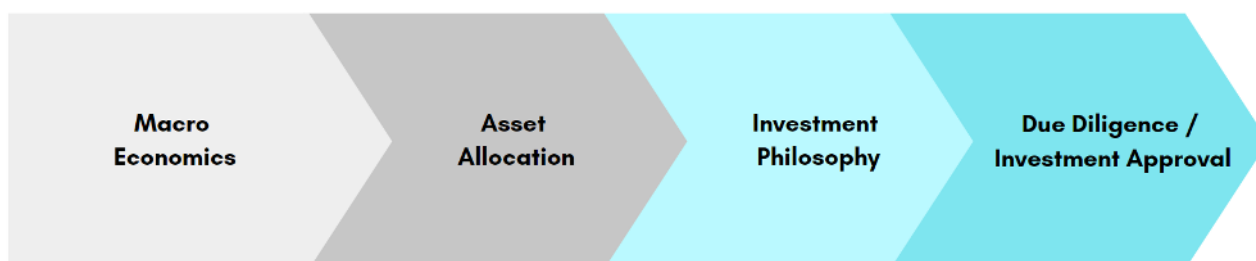 Macro
Economics
Asset
Allocation
Investment
Philosophy
Due Diligence /
Investment Approval